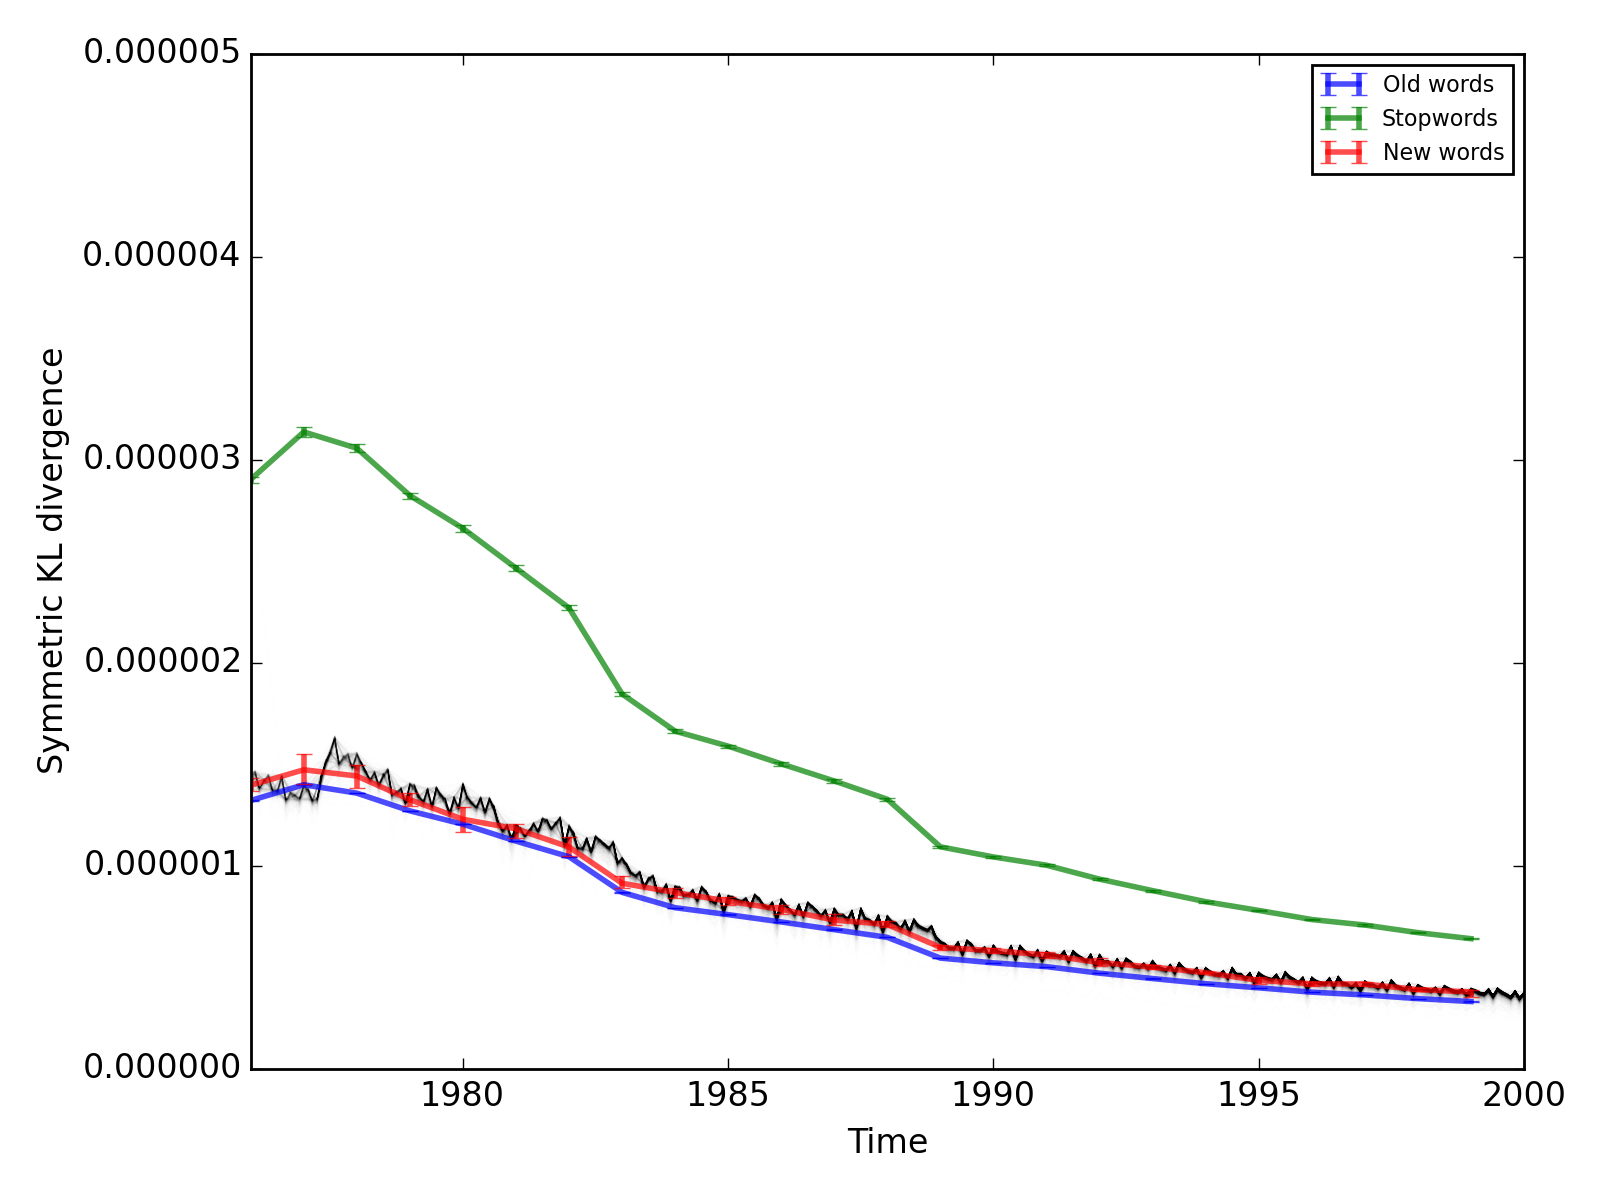 0.000005
0.000004
0.000003
0.000002
0.000001
0.000000
Symmetric KL divergence
Old words
Stopwords
New words
1980
1985
1990
1995
2000
Time